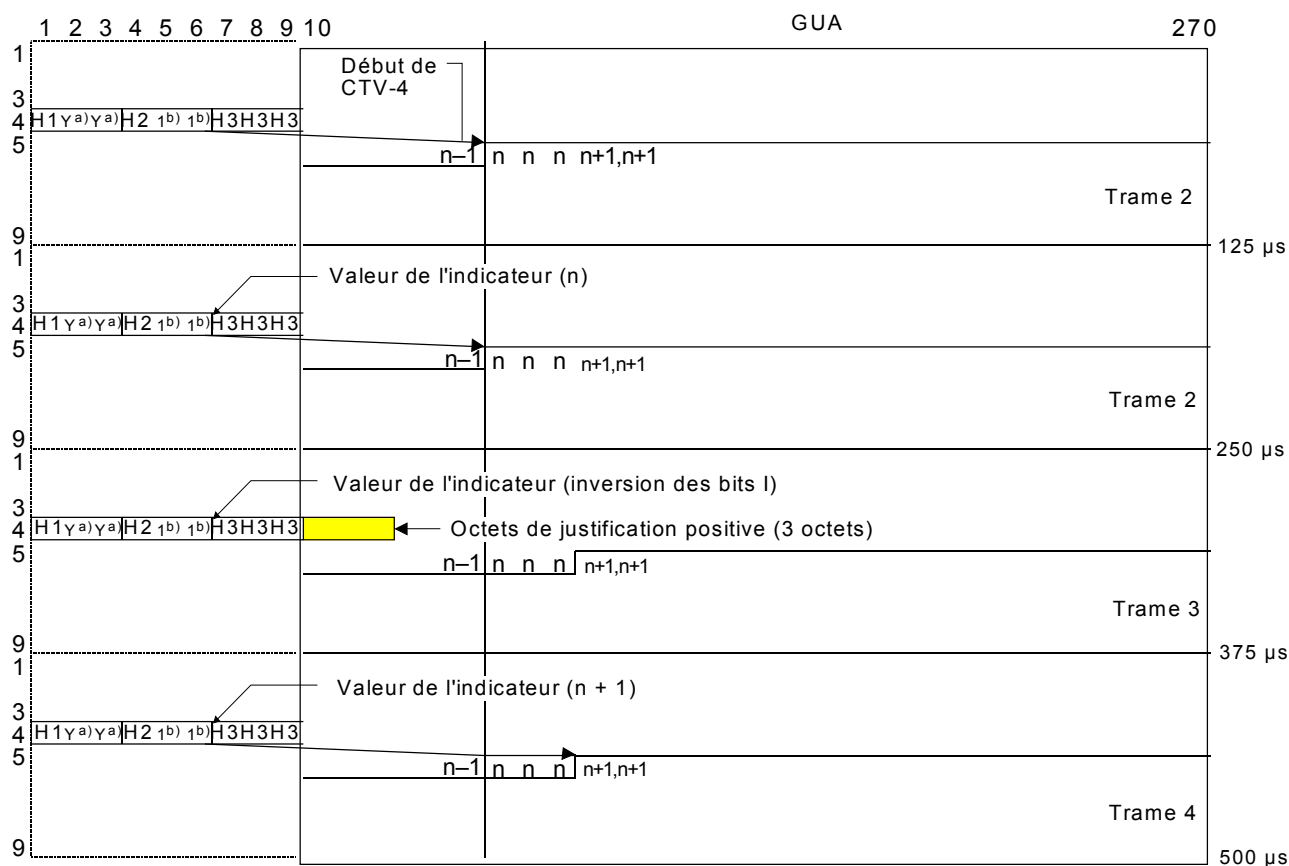 1 2 3 4 5 6 7 8 9 10 GUA 270
1
Début de
CTV-4
3
4 H1 Y a) Y a) H2 1 b) 1 b) H3 H3 H3
5
n–1 n n n n+1,n+1
Trame 2
9
125 µs
1
Valeur de l'indicateur (n)
3
4 H1 Y a) Y a) H2 1 b) 1 b) H3 H3 H3
5
n–1 n n n n+1,n+1
Trame 2
9
250 µs
1
Valeur de l'indicateur (inversion des bits I)
3
4 H1 Y a) Y a) H2 1 b) 1 b) H3 H3 H3 Octets de justification positive (3 octets)
5
n–1 n n n n+1,n+1
Trame 3
9
375 µs
1
Valeur de l'indicateur (n + 1)
3
4 H1 Y a) Y a) H2 1 b) 1 b) H3 H3 H3
5
n–1 n n n n+1,n+1
Trame 4
9
500 µs